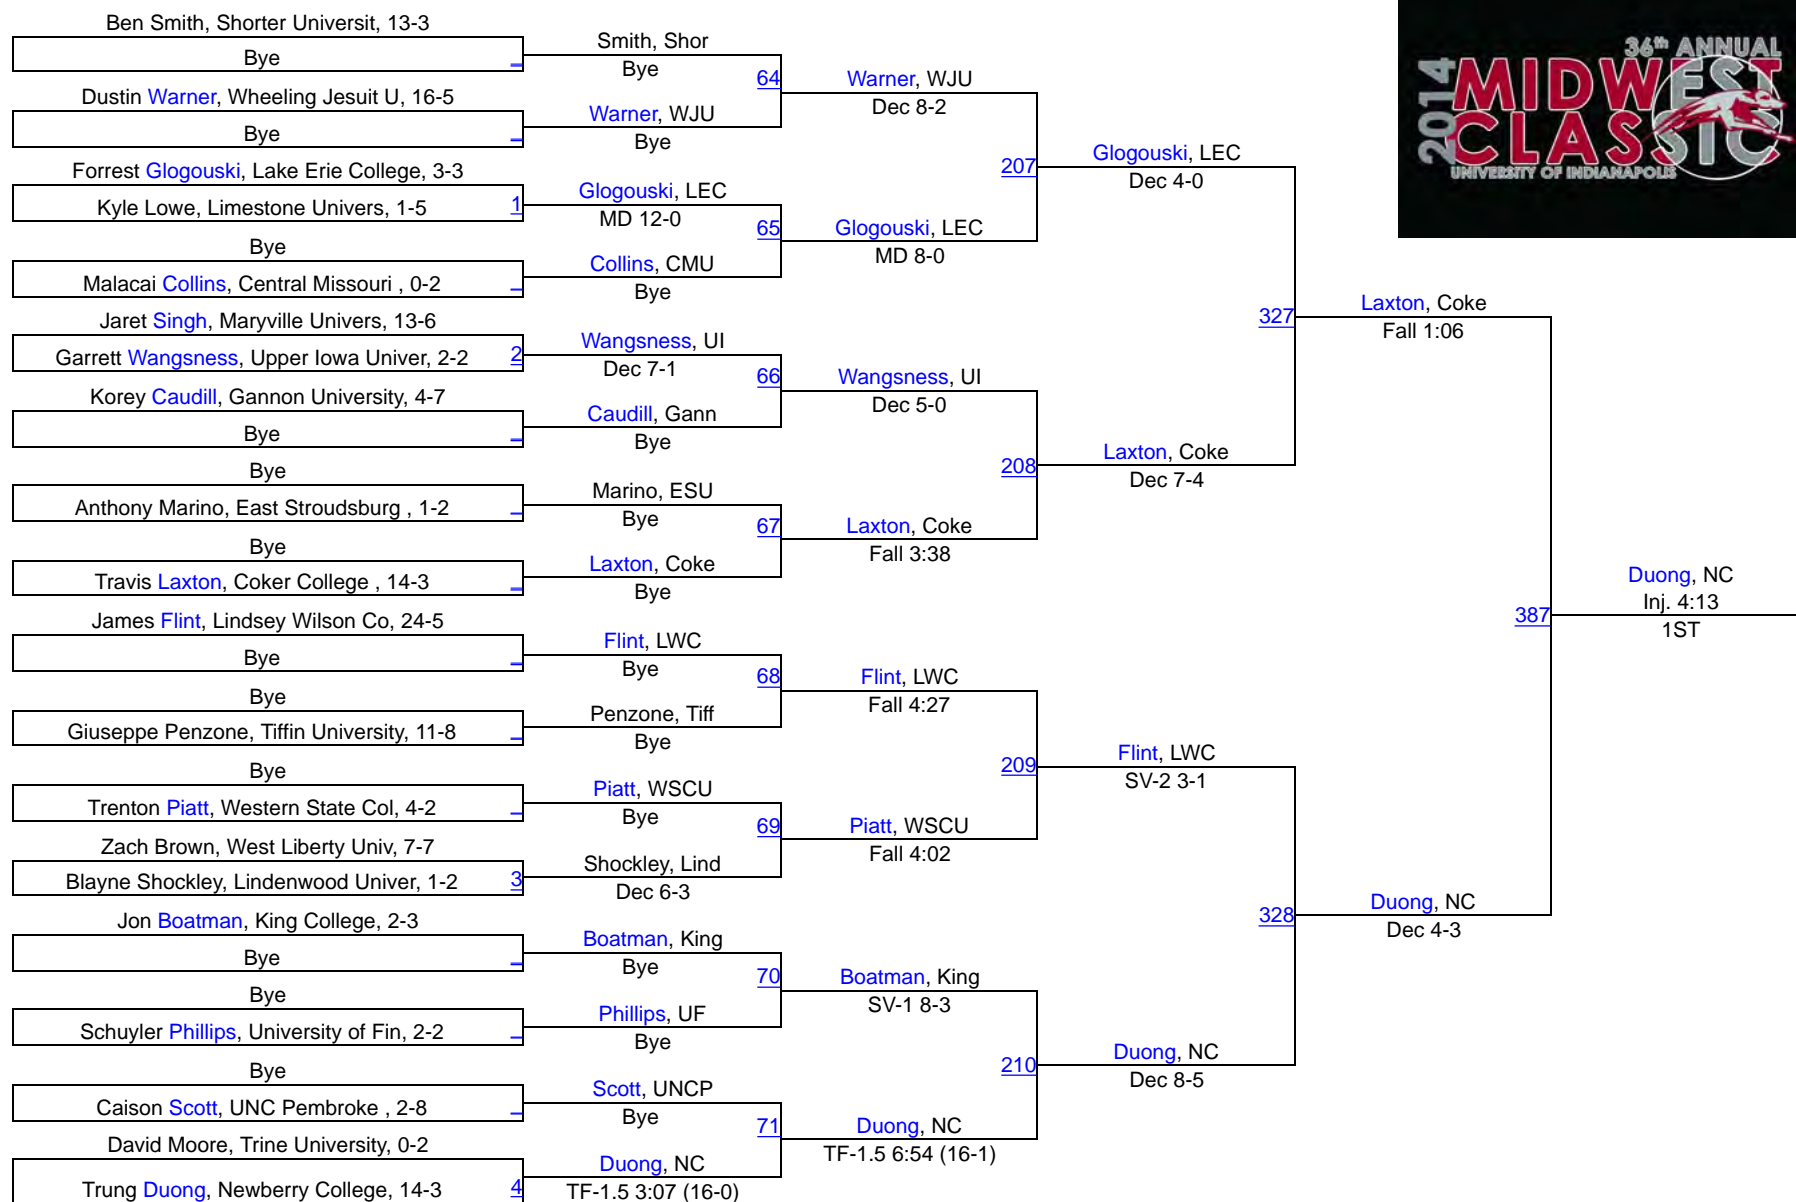 Ben Smith, Shorter Universit, 13-3
Bye
Dustin Warner, Wheeling Jesuit U, 16-5
Bye
Forrest Glogouski, Lake Erie College, 3-3
Kyle Lowe, Limestone Univers, 1-5
1
Bye
Malacai Collins, Central Missouri , 0-2
Jaret Singh, Maryville Univers, 13-6
Garrett Wangsness, Upper Iowa Univer, 2-2
2
Korey Caudill, Gannon University, 4-7
Bye
Bye
Anthony Marino, East Stroudsburg , 1-2
Bye
Travis Laxton, Coker College , 14-3
James Flint, Lindsey Wilson Co, 24-5
Bye
Bye
Giuseppe Penzone, Tiffin University, 11-8
Bye
Trenton Piatt, Western State Col, 4-2
Zach Brown, West Liberty Univ, 7-7
Blayne Shockley, Lindenwood Univer, 1-2
3
Jon Boatman, King College, 2-3
Bye
Bye
Schuyler Phillips, University of Fin, 2-2
Bye
Caison Scott, UNC Pembroke , 2-8
David Moore, Trine University, 0-2
Trung Duong, Newberry College, 14-3
4
Smith, Shor
Bye
64
Warner, WJU
Bye
Glogouski, LEC
MD 12-0
65
Collins, CMU
Bye
Wangsness, UI
Dec 7-1
66
Caudill, Gann
Bye
Marino, ESU
Bye
67
Laxton, Coke
Bye
Flint, LWC
Bye
68
Penzone, Tiff
Bye
Piatt, WSCU
Bye
69
Shockley, Lind
Dec 6-3
Boatman, King
Bye
70
Phillips, UF
Bye
Scott, UNCP
Bye
71
Duong, NC
TF-1.5 3:07 (16-0)
Warner, WJU
Dec 8-2
207
Glogouski, LEC
MD 8-0
Wangsness, UI
Dec 5-0
208
Laxton, Coke
Fall 3:38
Flint, LWC
Fall 4:27
209
Piatt, WSCU
Fall 4:02
Boatman, King
SV-1 8-3
210
Duong, NC
TF-1.5 6:54 (16-1)
Glogouski, LEC
Dec 4-0
327
Laxton, Coke
Dec 7-4
Flint, LWC
SV-2 3-1
328
Duong, NC
Dec 8-5
Laxton, Coke
Fall 1:06
387
Duong, NC
Dec 4-3
Duong, NC
Inj. 4:13
1ST
36th ANNUAL
2014
MIDWEST
CLASSIC
UNIVERSITY OF INDIANAPOLIS